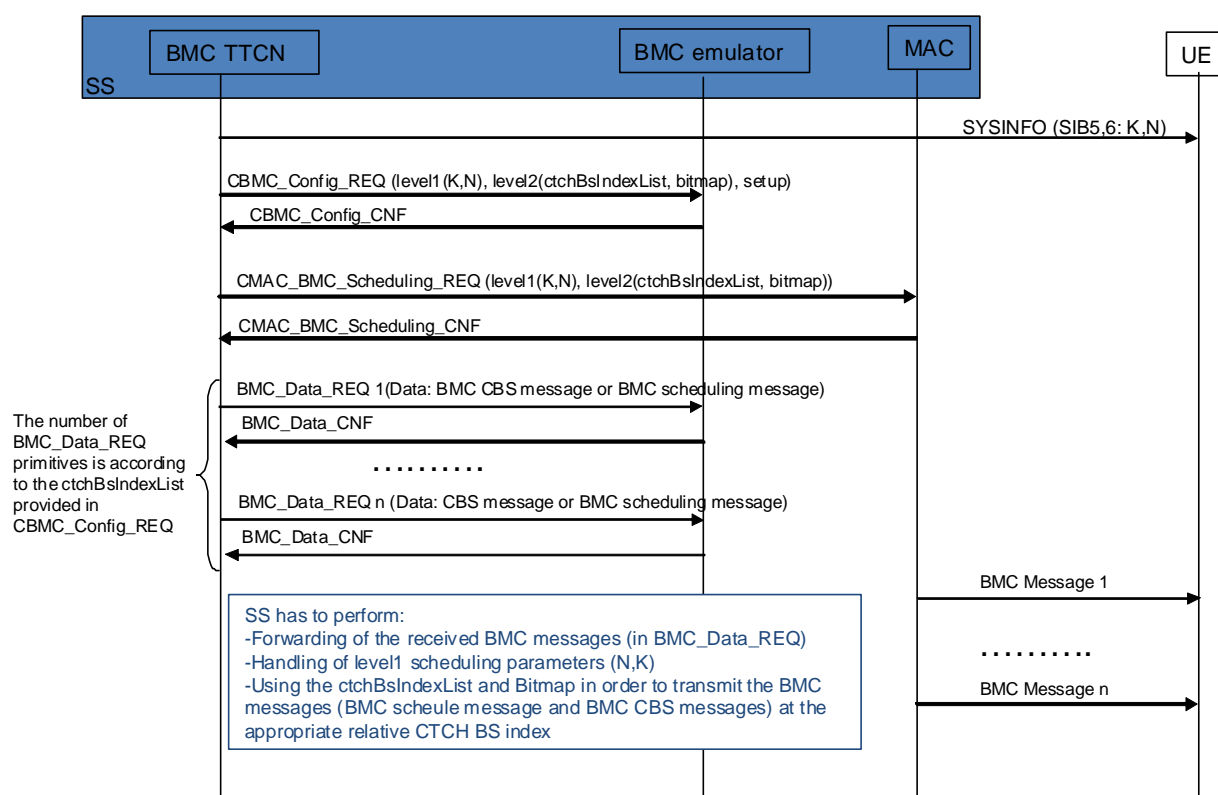 BMC TTCN
BMC emulator
MAC
UE
SS
SYSINFO (SIB5,6: K,N)
CBMC_Config_REQ (level1(K,N), level2(ctchBsIndexList, bitmap), setup)
CBMC_Config_CNF
CMAC_BMC_Scheduling_REQ (level1(K,N), level2(ctchBsIndexList, bitmap))
CMAC_BMC_Scheduling_CNF
BMC_Data_REQ 1(Data: BMC CBS message or BMC scheduling message)
BMC_Data_CNF
..........
BMC_Data_REQ n (Data: CBS message or BMC scheduling message)
BMC_Data_CNF
The number of
BMC_Data_REQ
primitives is according
to the ctchBsIndexList
provided in
CBMC_Config_REQ
BMC Message 1
..........
BMC Message n
SS has to perform:
-Forwarding of the received BMC messages (in BMC_Data_REQ)
-Handling of level1 scheduling parameters (N,K)
-Using the ctchBsIndexList and Bitmap in order to transmit the BMC
messages (BMC scheule message and BMC CBS messages) at the
appropriate relative CTCH BS index